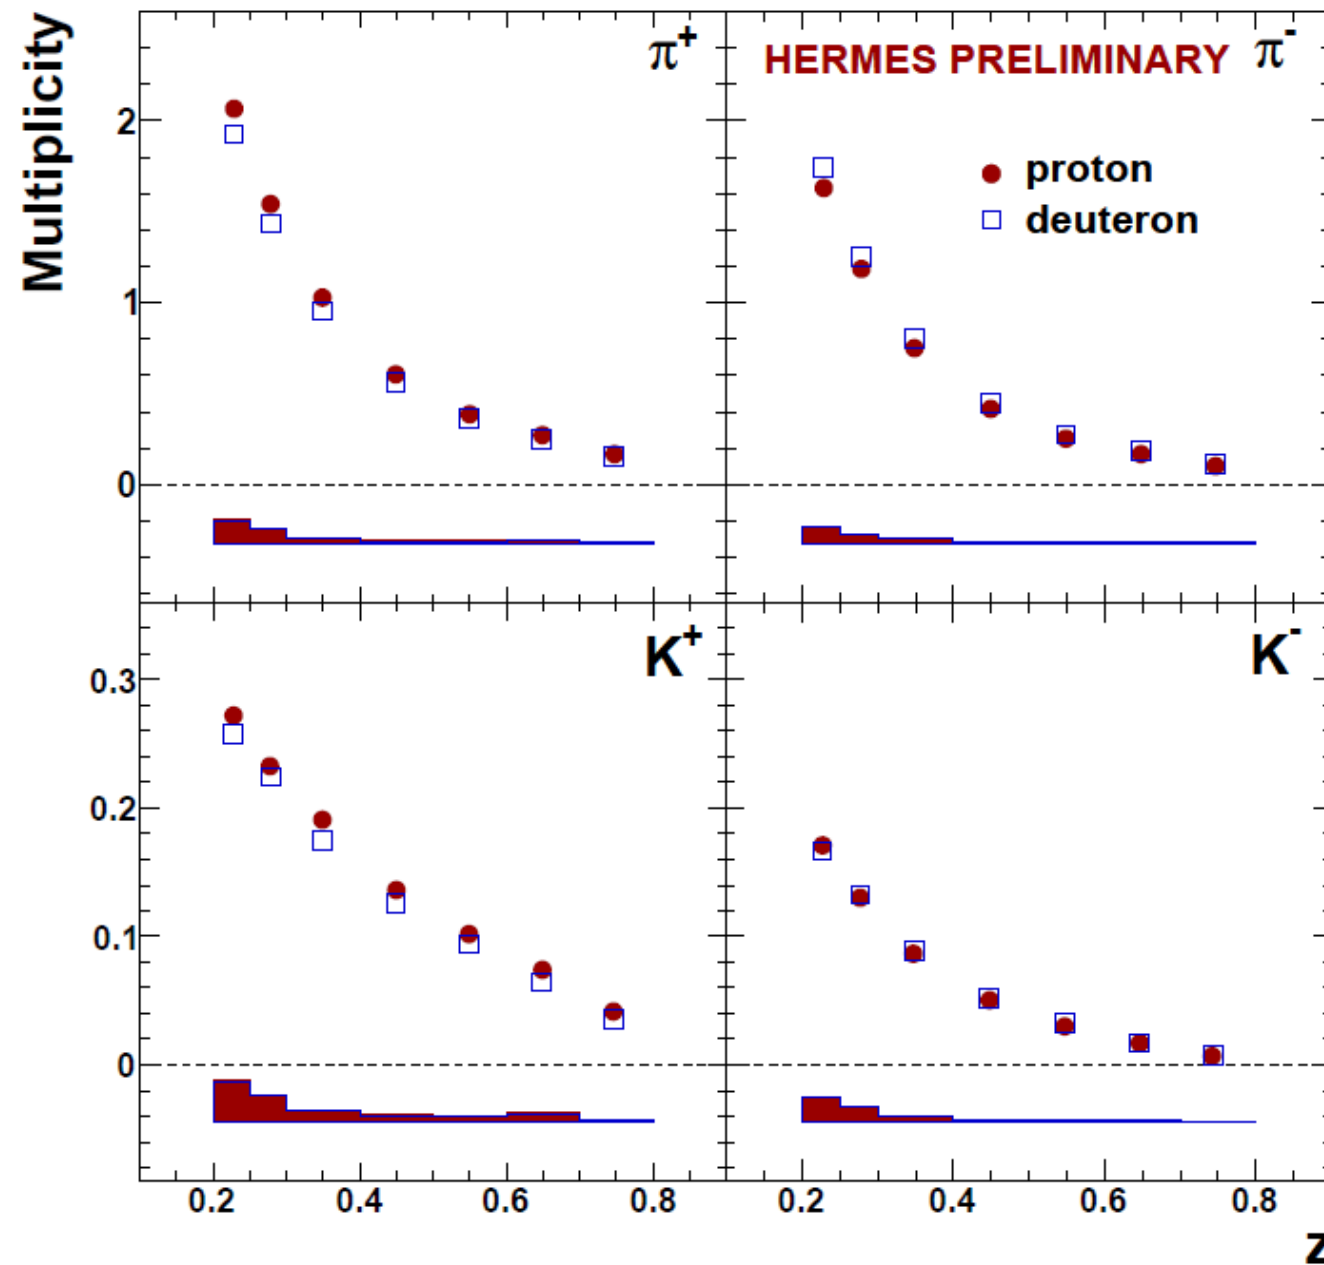 Multiplicity
π+
HERMES PRELIMINARY π-
proton
deuteron
2
1
0
K+
K-
0.3
0.2
0.1
0
0.2 0.4 0.6 0.8 0.2 0.4 0.6 0.8
z